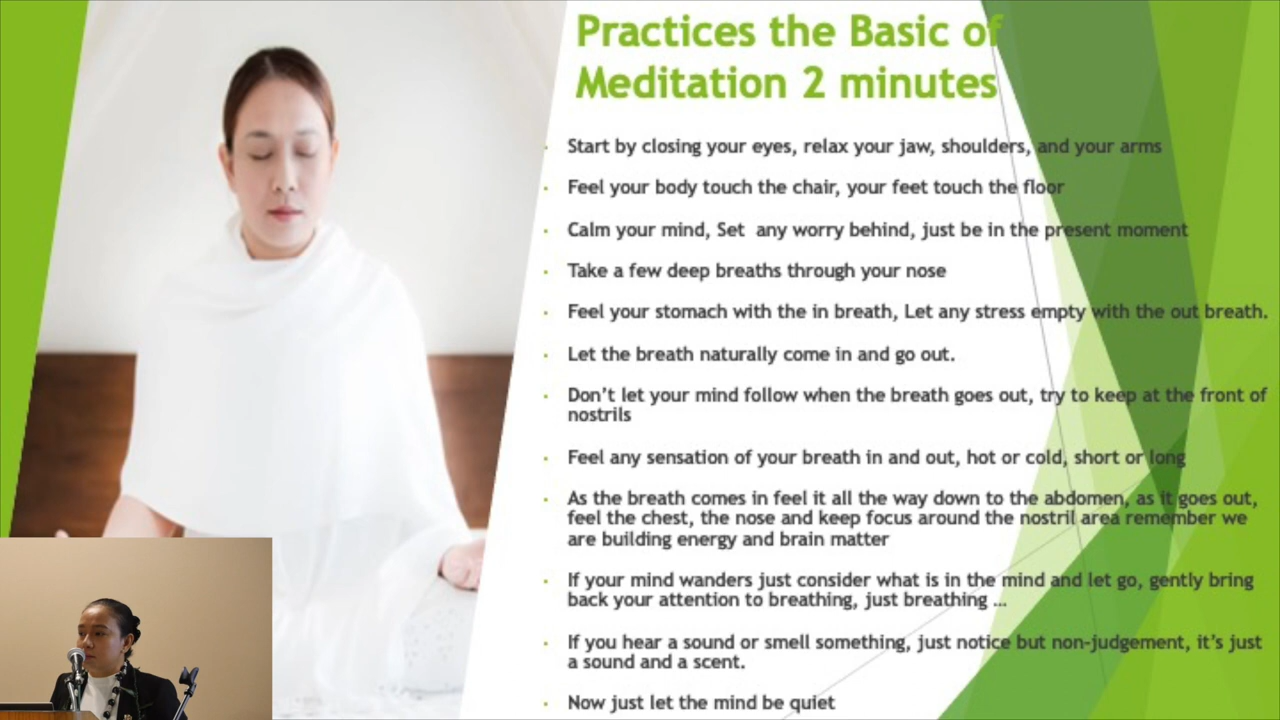 Practices the Basic of
Meditation 2 minutes
Start by closing your eyes, relax your jaw, shoulders, and your arms
Feel your body touch the chair, your feet touch the floor
Calm your mind, Set  any worry behind, just be in the present moment
Take a few deep breaths through your nose
Feel your stomach with the in breath, Let any stress empty with the out breath.
Let the breath naturally come in and go out.
Don’t let your mind follow when the breath goes out, try to keep at the front of
nostrils
Feel any sensation of your breath in and out, hot or cold, short or long
As the breath comes in feel it all the way down to the abdomen, as it goes out,
feel the chest, the nose and keep focus around the nostril area remember we
are building energy and brain matter
If your mind wanders just consider what is in the mind and let go, gently bring
back your attention to breathing, just breathing …
If you hear a sound or smell something, just notice but non-judgement, it’s just
a sound and a scent.
Now just let the mind be quiet